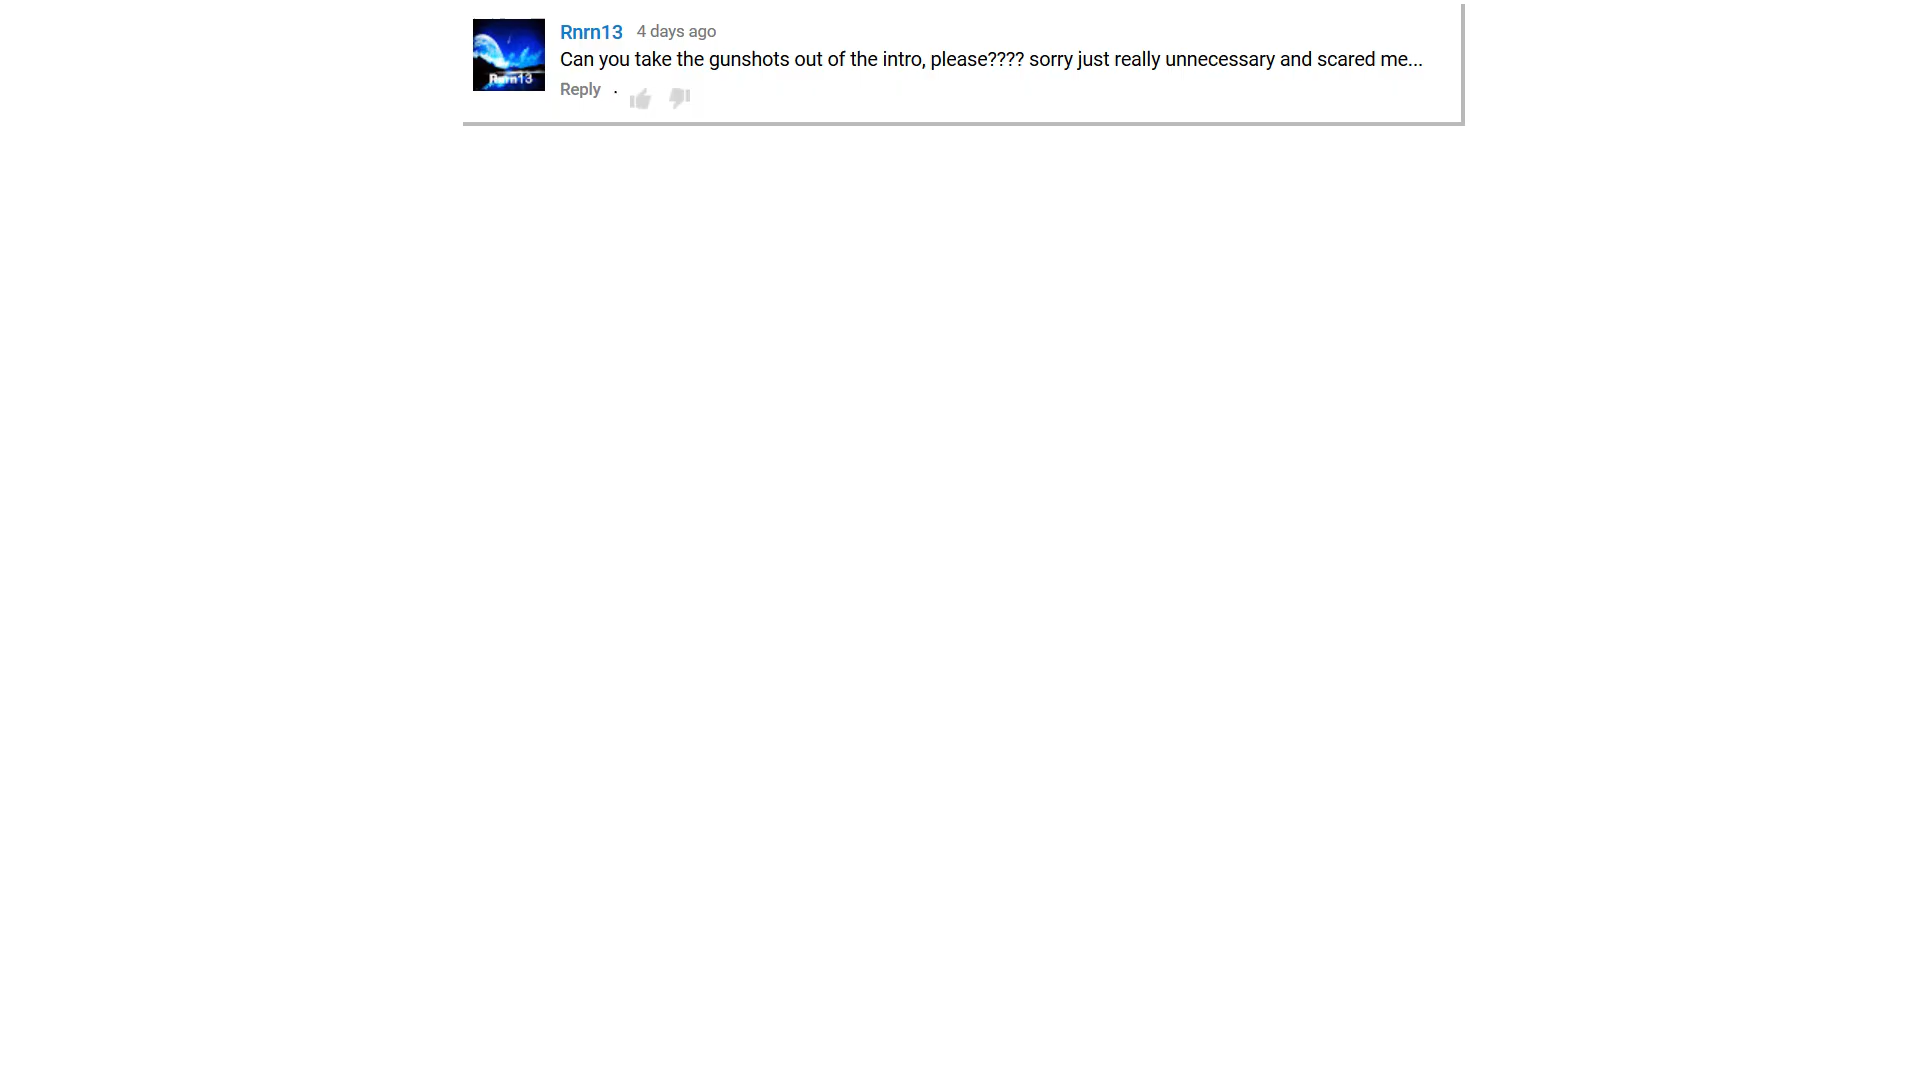 Rnrn13 4 days ago
Can you take the gunshots out of the intro, please???? sorry just really unnecessary and scared me...
Rnrn13
Reply .